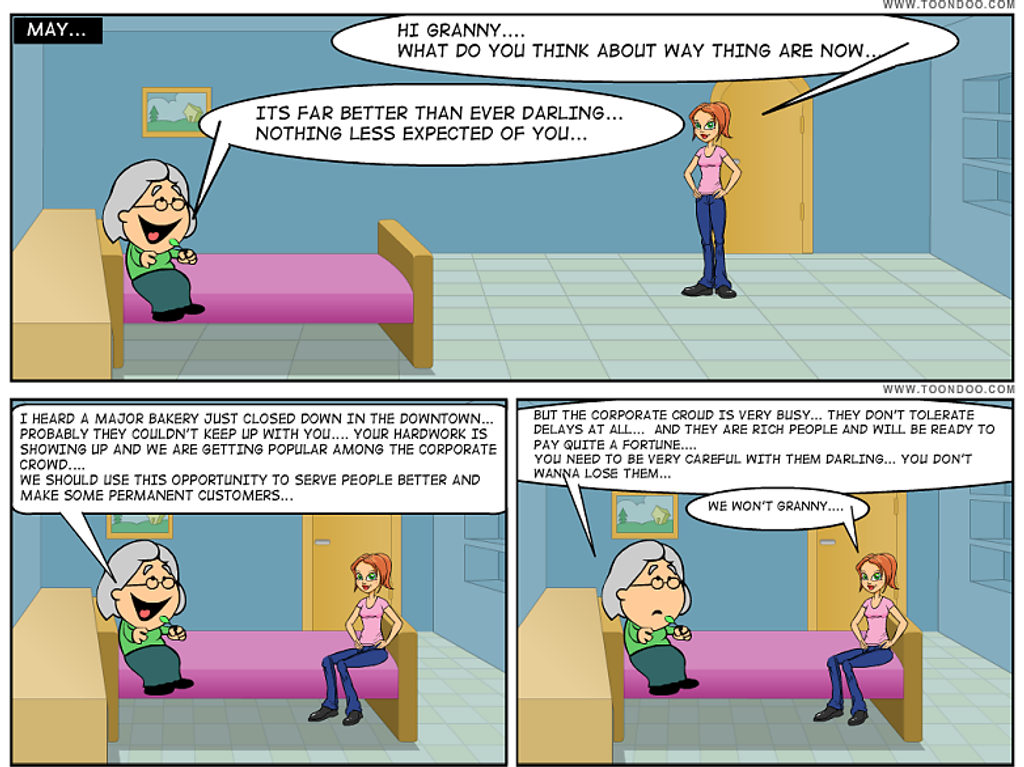 WWW.TOONDOO.COM
MAY...
HI GRANNY....
WHAT DO YOU THINK ABOUT WAY THING ARE NOW...
ITS FAR BETTER THAN EVER DARLING...
NOTHING LESS EXPECTED OF YOU...
WWW.TOONDOO.COM
I HEARD A MAJOR BAKERY JUST CLOSED DOWN IN THE DOWNTOWN...
PROBABLY THEY COULDN'T KEEP UP WITH YOU.... YOUR HARDWORK IS
SHOWING UP AND WE ARE GETTING POPULAR AMONG THE CORPORATE
CROWD....
WE SHOULD USE THIS OPPORTUNITY TO SERVE PEOPLE BETTER AND
MAKE SOME PERMANENT CUSTOMERS...
BUT THE CORPORATE CROUD IS VERY BUSY... THEY DON'T TOLERATE
DELAYS AT ALL... AND THEY ARE RICH PEOPLE AND WILL BE READY TO
PAY QUITE A FORTUNE....
YOU NEED TO BE VERY CAREFUL WITH THEM DARLING... YOU DON'T
WANNA LOSE THEM...
WE WON'T GRANNY....